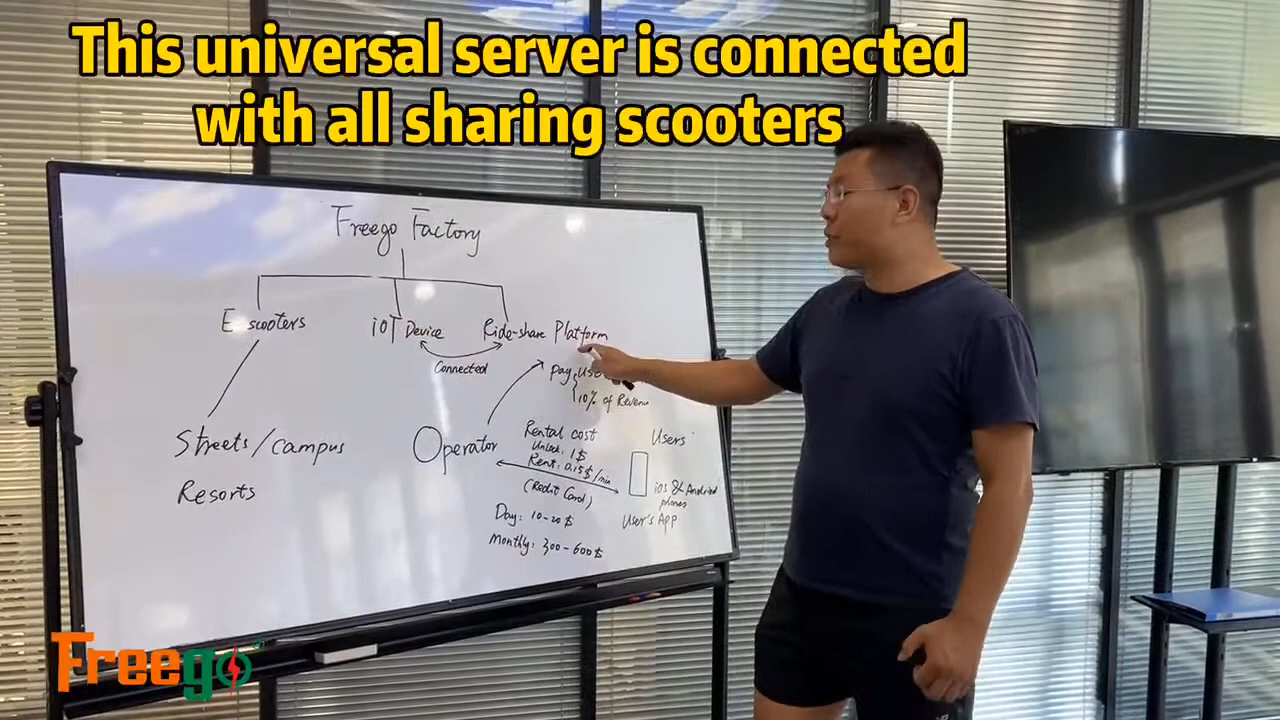 This universal server is connected
with all sharing scooters
Freego Factory
E-scooters
iOT Device
Ride-share Platform
Connected
pay
10% of Revenu
Streets/campus
Resorts
Operator
Rental cost
Unlock: 1$
Rent: 0.15$/min
(Credit Card)
Day: 10-20$
Monthly: 300-600$
Users
iOS & Android
phones
User's APP
Freego